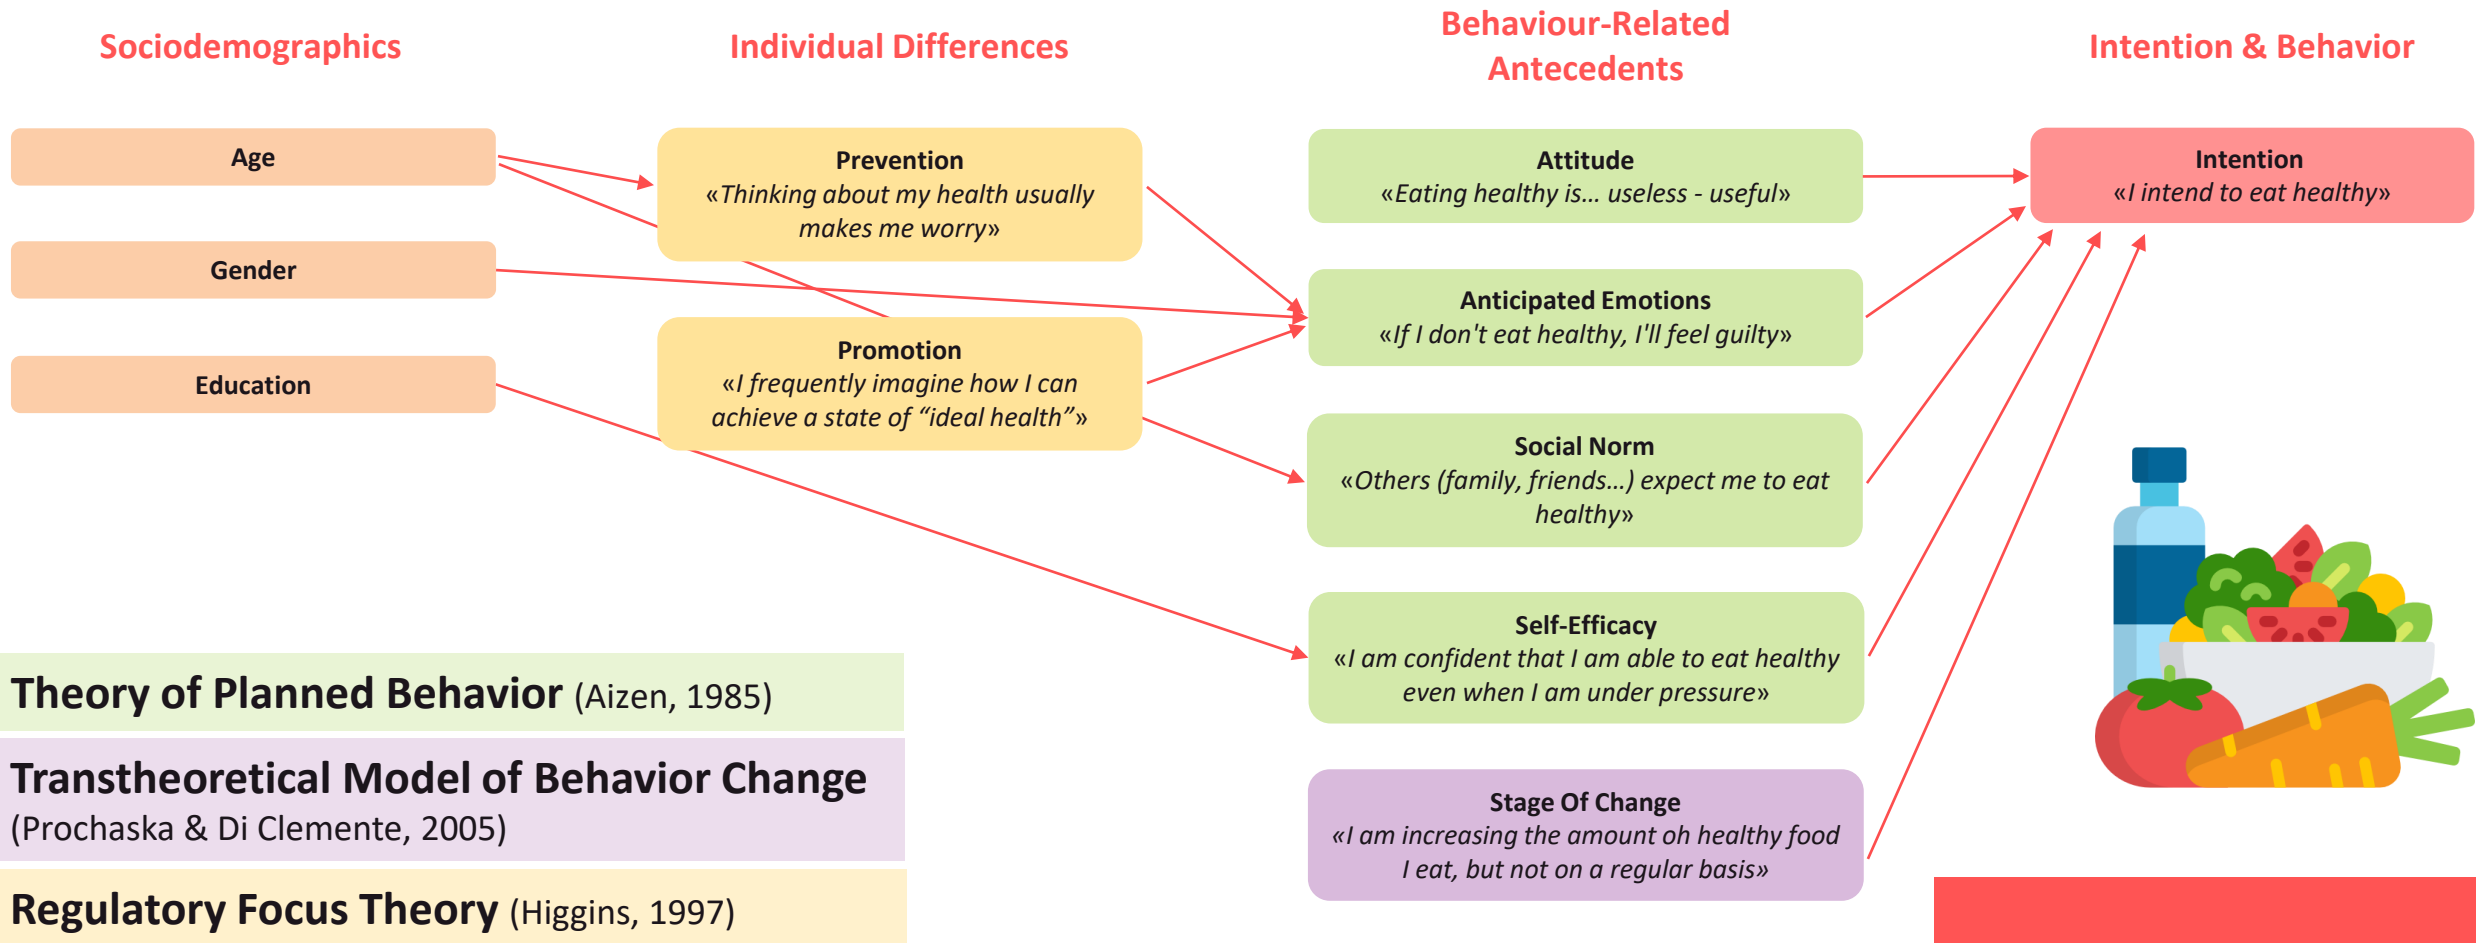 Sociodemographics
Individual Differences
Behaviour-Related
Antecedents
Intention & Behavior
Age
Gender
Education
Prevention
«Thinking about my health usually
makes me worry»
Promotion
«I frequently imagine how I can
achieve a state of “ideal health”»
Attitude
«Eating healthy is... useless - useful»
Anticipated Emotions
«If I don't eat healthy, I'll feel guilty»
Social Norm
«Others (family, friends...) expect me to eat
healthy»
Self-Efficacy
«I am confident that I am able to eat healthy
even when I am under pressure»
Stage Of Change
«I am increasing the amount oh healthy food
I eat, but not on a regular basis»
Intention
«I intend to eat healthy»
Theory of Planned Behavior (Aizen, 1985)
Transtheoretical Model of Behavior Change
(Prochaska & Di Clemente, 2005)
Regulatory Focus Theory (Higgins, 1997)